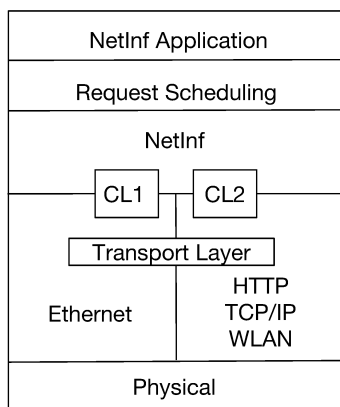 NetInf Application
Request Scheduling
NetInf
CL1 CL2
Transport Layer
Ethernet
HTTP
TCP/IP
WLAN
Physical